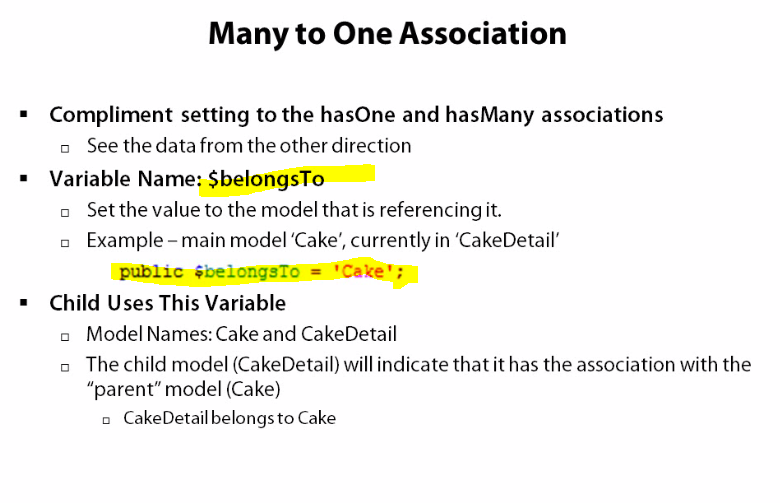 Many to One Association
Compliment setting to the hasOne and hasMany associations
See the data from the other direction
Variable Name: $belongsTo
Set the value to the model that is referencing it.
Example – main model ‘Cake’, currently in ‘CakeDetail’
public $belongsTo = 'Cake';
Child Uses This Variable
Model Names: Cake and CakeDetail
The child model (CakeDetail) will indicate that it has the association with the
“parent” model (Cake)
CakeDetail belongs to Cake